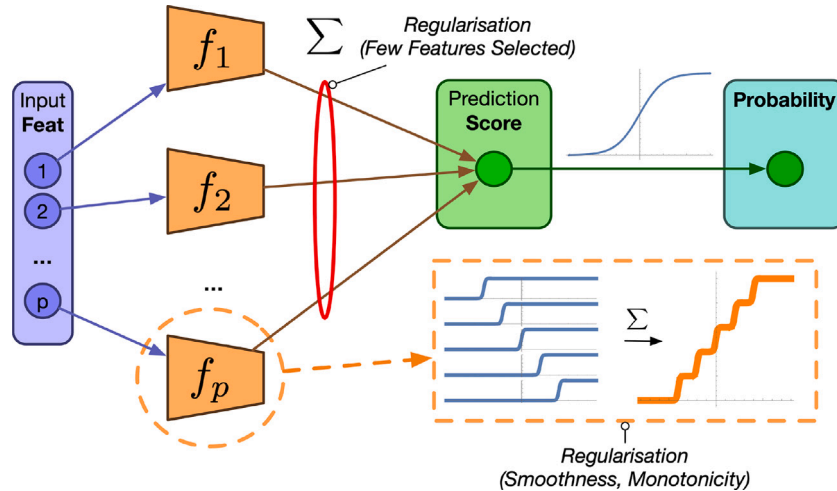 Input
Feat
1
2
...
p
f1
f2
...
fp
∑
Regularisation
(Few Features Selected)
Prediction
Score
Probability
∑
Regularisation
(Smoothness, Monotonicity)